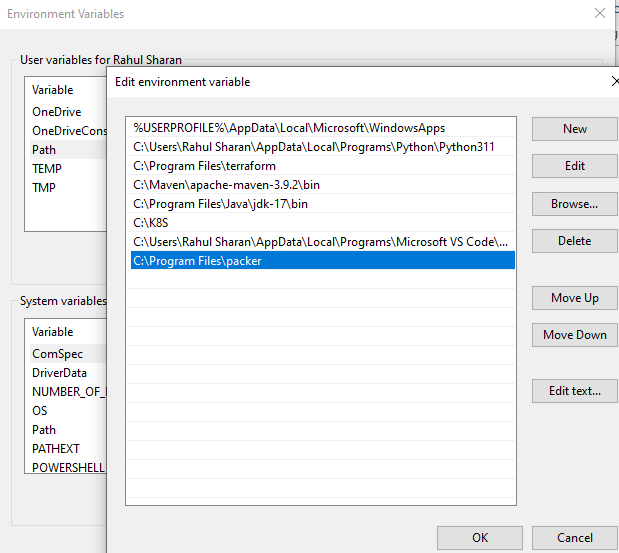 Environment Variables
User variables for Rahul Sharan
Variable
OneDrive
OneDriveCons
Path
TEMP
TMP
System variables
Variable
ComSpec
DriverData
NUMBER_OF_
OS
Path
PATHEXT
POWERSHELL
Edit environment variable
%USERPROFILE%\AppData\Local\Microsoft\WindowsApps
C:\Users\Rahul Sharan\AppData\Local\Programs\Python\Python311
C:\Program Files\terraform
C:\Maven\apache-maven-3.9.2\bin
C:\Program Files\Java\jdk-17\bin
C:\K8S
C:\Users\Rahul Sharan\AppData\Local\Programs\Microsoft VS Code\...
C:\Program Files\packer
New
Edit
Browse...
Delete
Move Up
Move Down
Edit text...
OK
Cancel